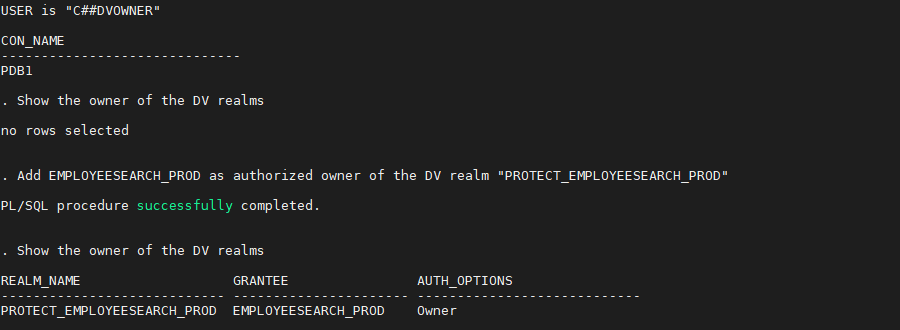 USER is "C##DVOWNER"
CON_NAME
------------------------------
PDB1
. Show the owner of the DV realms
no rows selected
. Add EMPLOYEESEARCH_PROD as authorized owner of the DV realm "PROTECT_EMPLOYEESEARCH_PROD"
PL/SQL procedure successfully completed.
. Show the owner of the DV realms
REALM_NAME                   GRANTEE                AUTH_OPTIONS
---------------------------- ---------------------- ----------------------------
PROTECT_EMPLOYEESEARCH_PROD  EMPLOYEESEARCH_PROD    Owner